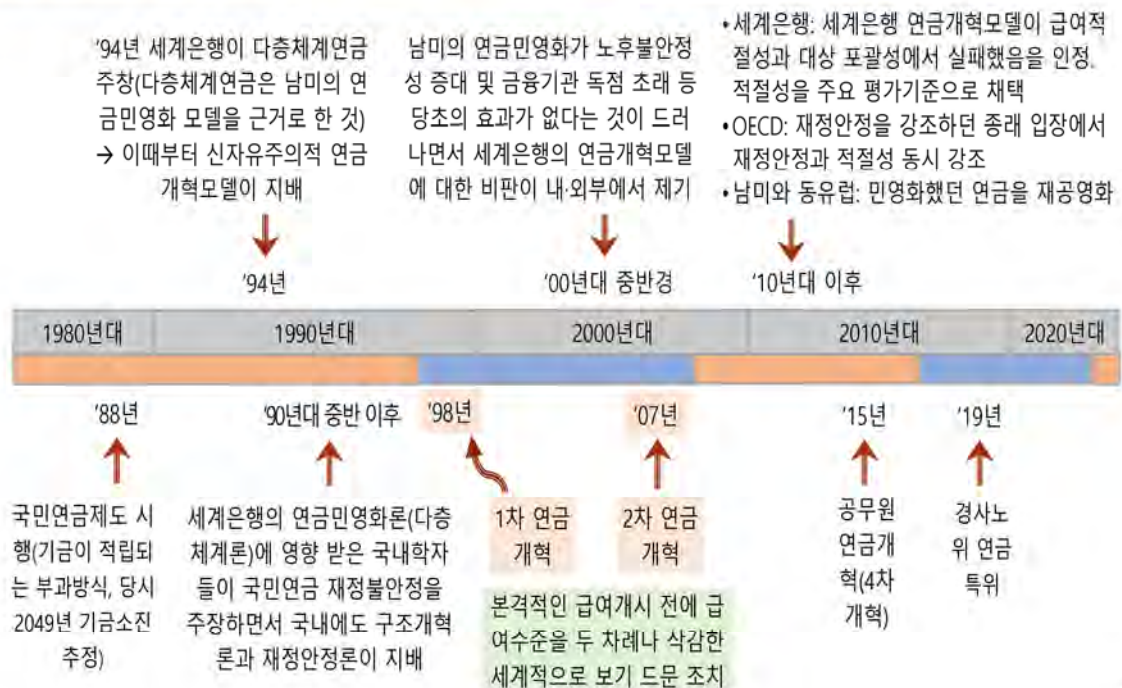 '94년 세계은행이 다층체계연금
주창(다층체계연금은 남미의 연
금민영화 모델을 근거로 한 것)
→ 이때부터 신자유주의적 연금
개혁모델이 지배
남미의 연금민영화가 노후불안정
성 증대 및 금융기관 독점 초래 등
당초의 효과가 없다는 것이 드러
나면서 세계은행의 연금개혁모델
에 대한 비판이 내·외부에서 제기
•세계은행: 세계은행 연금개혁모델이 급여적
절성과 대상 포괄성에서 실패했음을 인정.
적절성을 주요 평가기준으로 채택
•OECD: 재정안정을 강조하던 종래 입장에서
재정안정과 적절성 동시 강조
•남미와 동유럽: 민영화했던 연금을 재공영화
'94년
'00년대 중반경
'10년대 이후
1980년대
1990년대
2000년대
2010년대
2020년대
'88년
'90년대 중반 이후
'98년
'07년
'15년
'19년
국민연금제도 시
행(기금이 적립되
는 부과방식, 당시
2049년 기금소진
추정)
세계은행의 연금민영화론(다층
체계론)에 영향 받은 국내학자
들이 국민연금 재정불안정을
주장하면서 국내에도 구조개혁
론과 재정안정론이 지배
1차 연금
개혁
2차 연금
개혁
본격적인 급여개시 전에 급
여수준을 두 차례나 삭감한
세계적으로 보기 드문 조치
공무원
연금개
혁(4차
개혁)
경사노
위 연금
특위